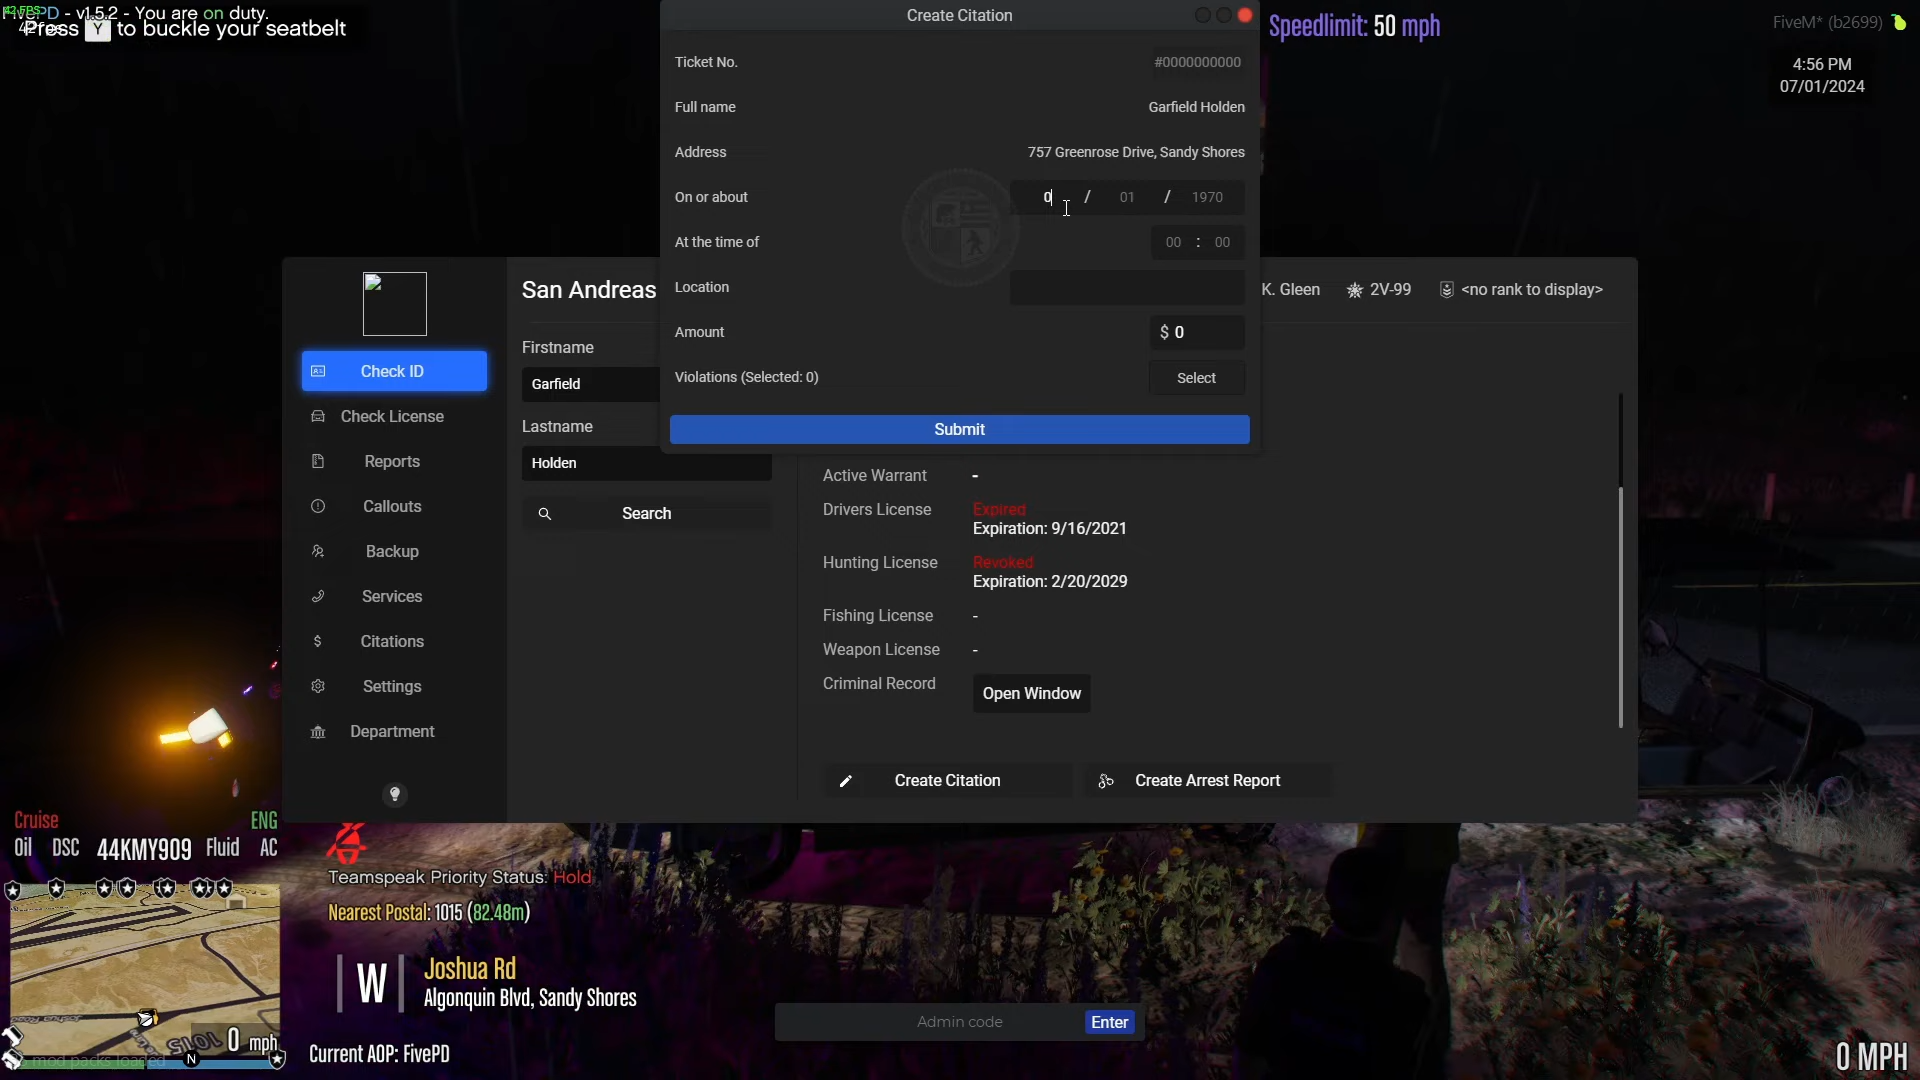 FivePD - v1.5.2 - You are on duty.
42 FPS
Press Y to buckle your seatbelt
Create Citation
Speedlimit: 50 mph
FiveM* (b2699)
4:56 PM
07/01/2024
Ticket No. #0000000000
Full name Garfield Holden
Address 757 Greenrose Drive, Sandy Shores
On or about 0 / 01 / 1970
At the time of 00 : 00
Location
Amount $ 0
Violations (Selected: 0) Select
Submit
San Andreas
K. Gleen 2V-99 <no rank to display>
Check ID
Check License
Reports
Callouts
Backup
Services
Citations
Settings
Department
Firstname
Garfield
Lastname
Holden
Search
Active Warrant -
Drivers License Expired
Expiration: 9/16/2021
Hunting License Revoked
Expiration: 2/20/2029
Fishing License -
Weapon License -
Criminal Record Open Window
Create Citation Create Arrest Report
Cruise ENG
Oil DSC 44KMY909 Fluid AC
Teamspeak Priority Status: Hold
Nearest Postal: 1015 (82.48m)
W Joshua Rd
Algonquin Blvd, Sandy Shores
Current AOP: FivePD
Admin code Enter
1015
0 mph
mod packs loaded
N
0 MPH